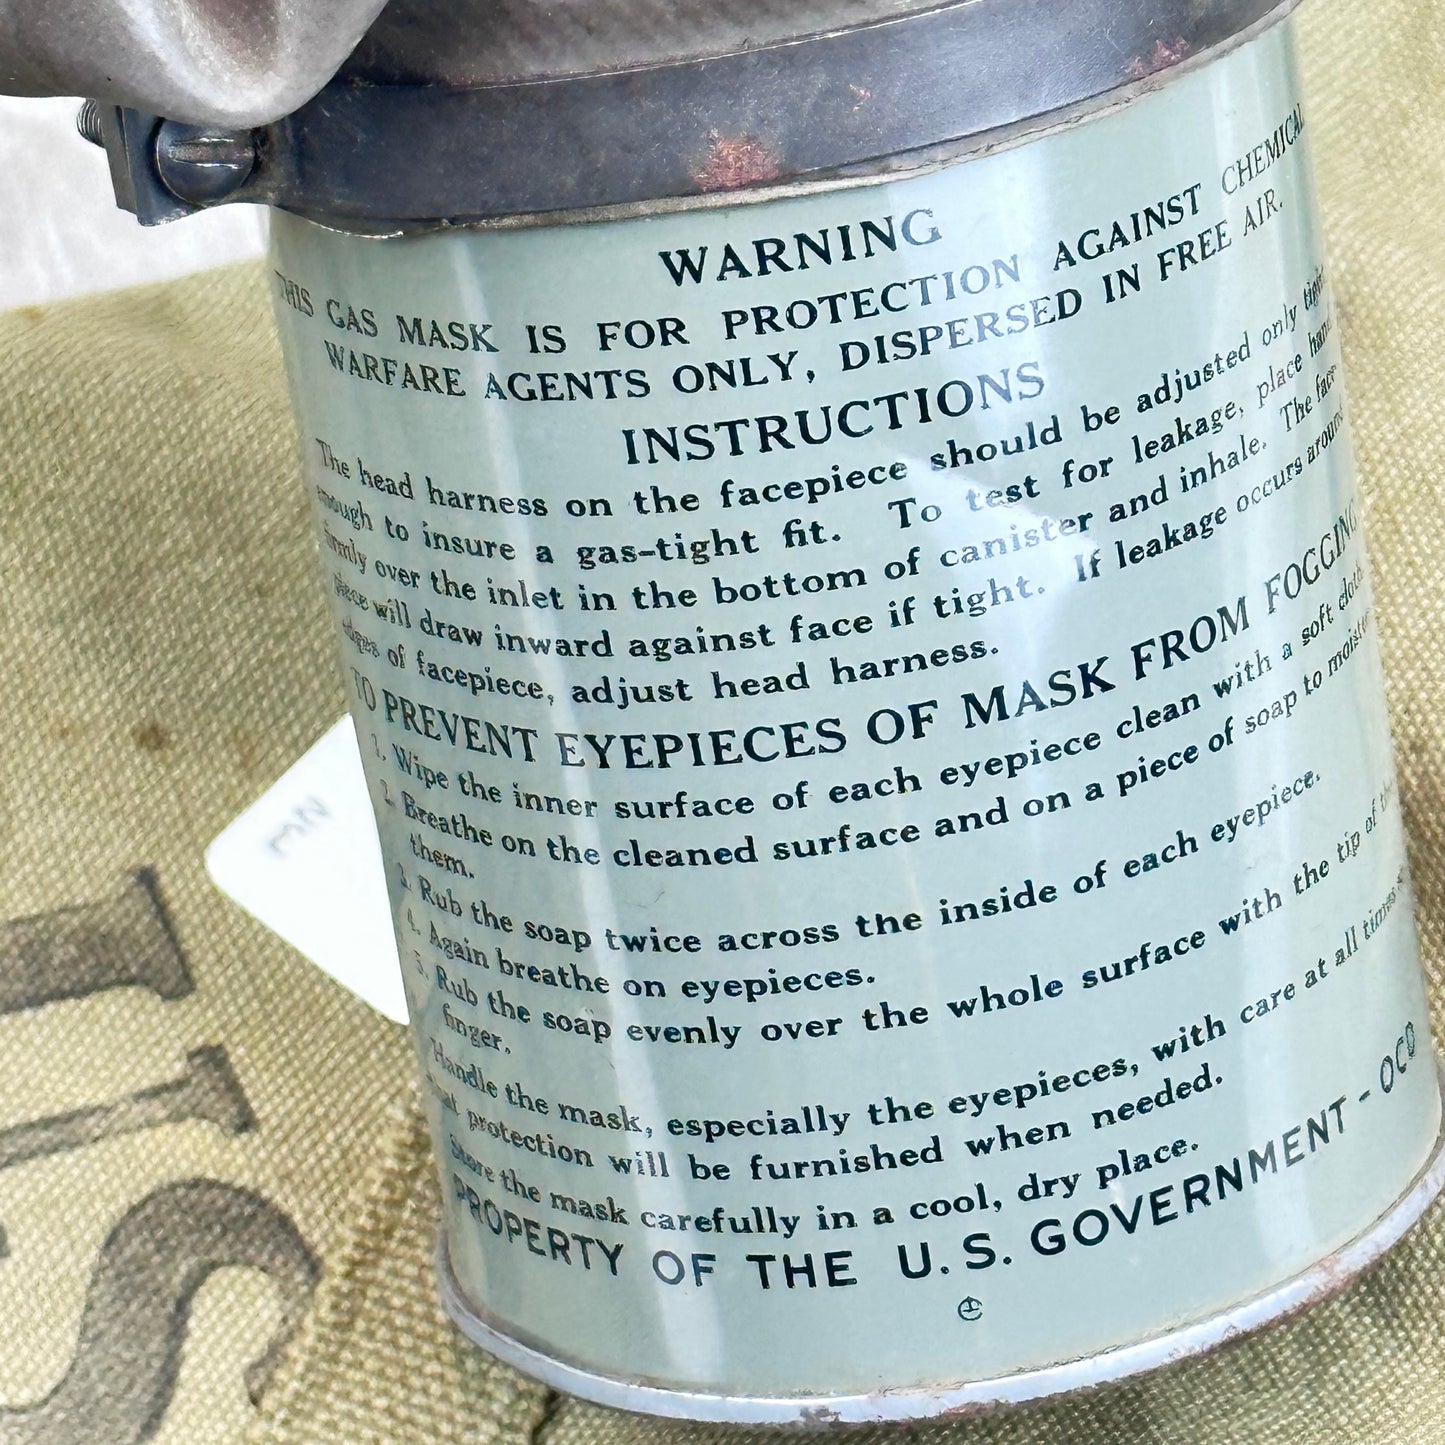 WARNING
THIS GAS MASK IS FOR PROTECTION AGAINST CHEMICAL
WARFARE AGENTS ONLY, DISPERSED IN FREE AIR.
INSTRUCTIONS
The head harness on the facepiece should be adjusted only tight
enough to insure a gas-tight fit. To test for leakage, place hand
firmly over the inlet in the bottom of canister and inhale. The face
piece will draw inward against face if tight. If leakage occurs around
edges of facepiece, adjust head harness.
TO PREVENT EYEPIECES OF MASK FROM FOGGING
1. Wipe the inner surface of each eyepiece clean with a soft cloth.
2. Breathe on the cleaned surface and on a piece of soap to moisten
them.
3. Rub the soap twice across the inside of each eyepiece.
4. Again breathe on eyepieces.
5. Rub the soap evenly over the whole surface with the tip of the
finger.
Handle the mask, especially the eyepieces, with care at all times
that protection will be furnished when needed.
Store the mask carefully in a cool, dry place.
PROPERTY OF THE U.S. GOVERNMENT - OCD
US